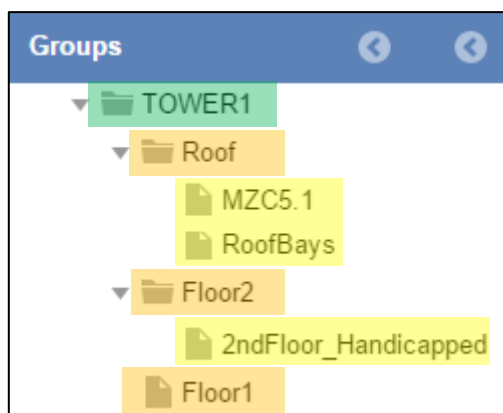 Groups
TOWER1
Roof
MZC5.1
RoofBays
Floor2
2ndFloor_Handicapped
Floor1